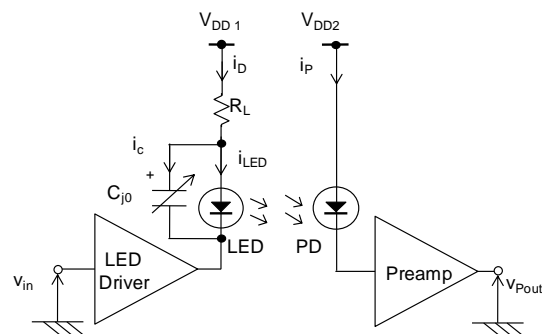 V_DD 1
V_DD2
i_D
i_P
R_L
i_c
i_LED
+
C_j0
LED
PD
LED
Driver
Preamp
v_in
v_Pout